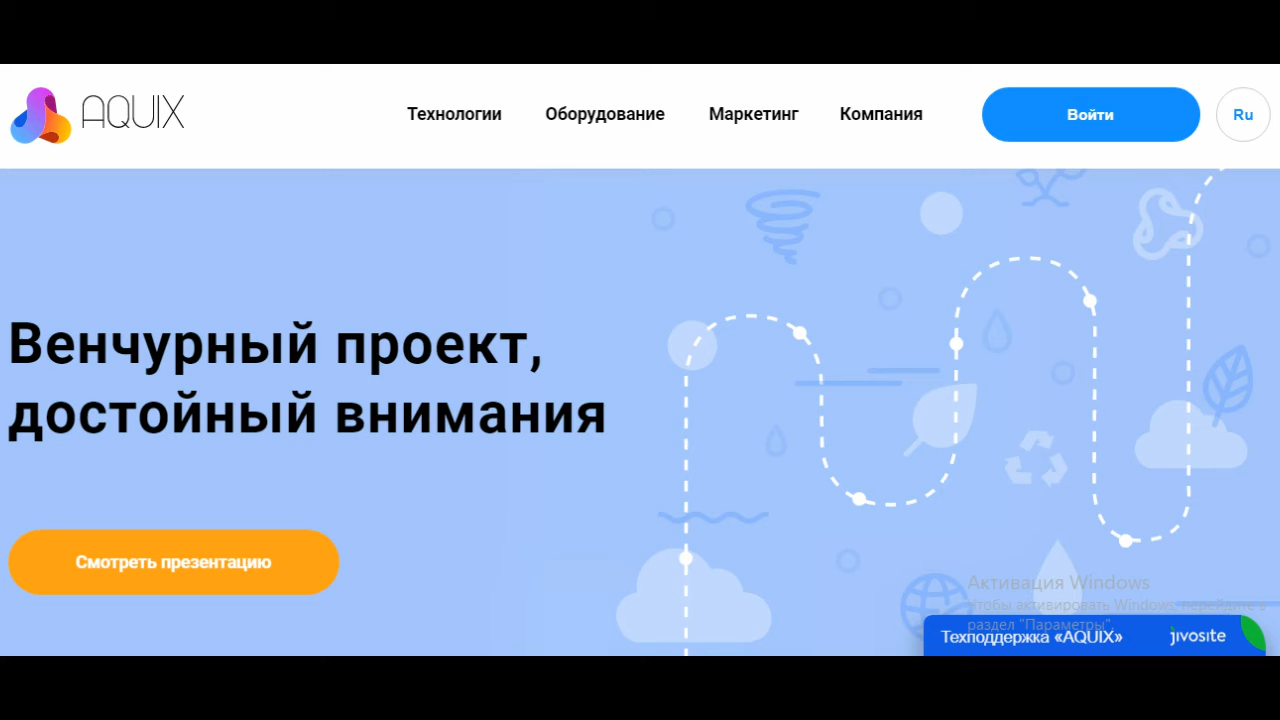 AQUIX
Технологии
Оборудование
Маркетинг
Компания
Войти
Ru
Венчурный проект,
достойный внимания
Смотреть презентацию
Активация Windows
Чтобы активировать Windows, перейдите в
раздел "Параметры".
Техподдержка «AQUIX»
jivosite